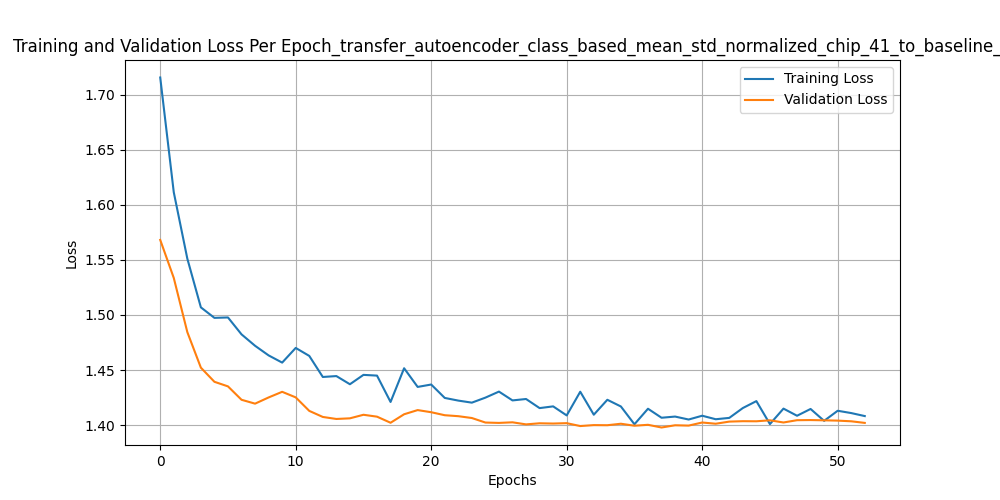 Training and Validation Loss Per Epoch_transfer_autoencoder_class_based_mean_std_normalized_chip_41_to_baseline_
Training Loss
Validation Loss
1.70
1.65
1.60
1.55
1.50
1.45
1.40
Loss
0 10 20 30 40 50
Epochs